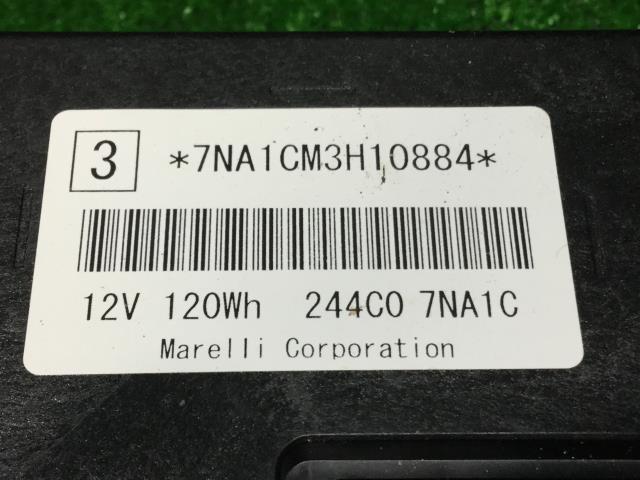 3 *7NA1CM3H10884*
12V 120Wh 244C0 7NA1C
Marelli Corporation